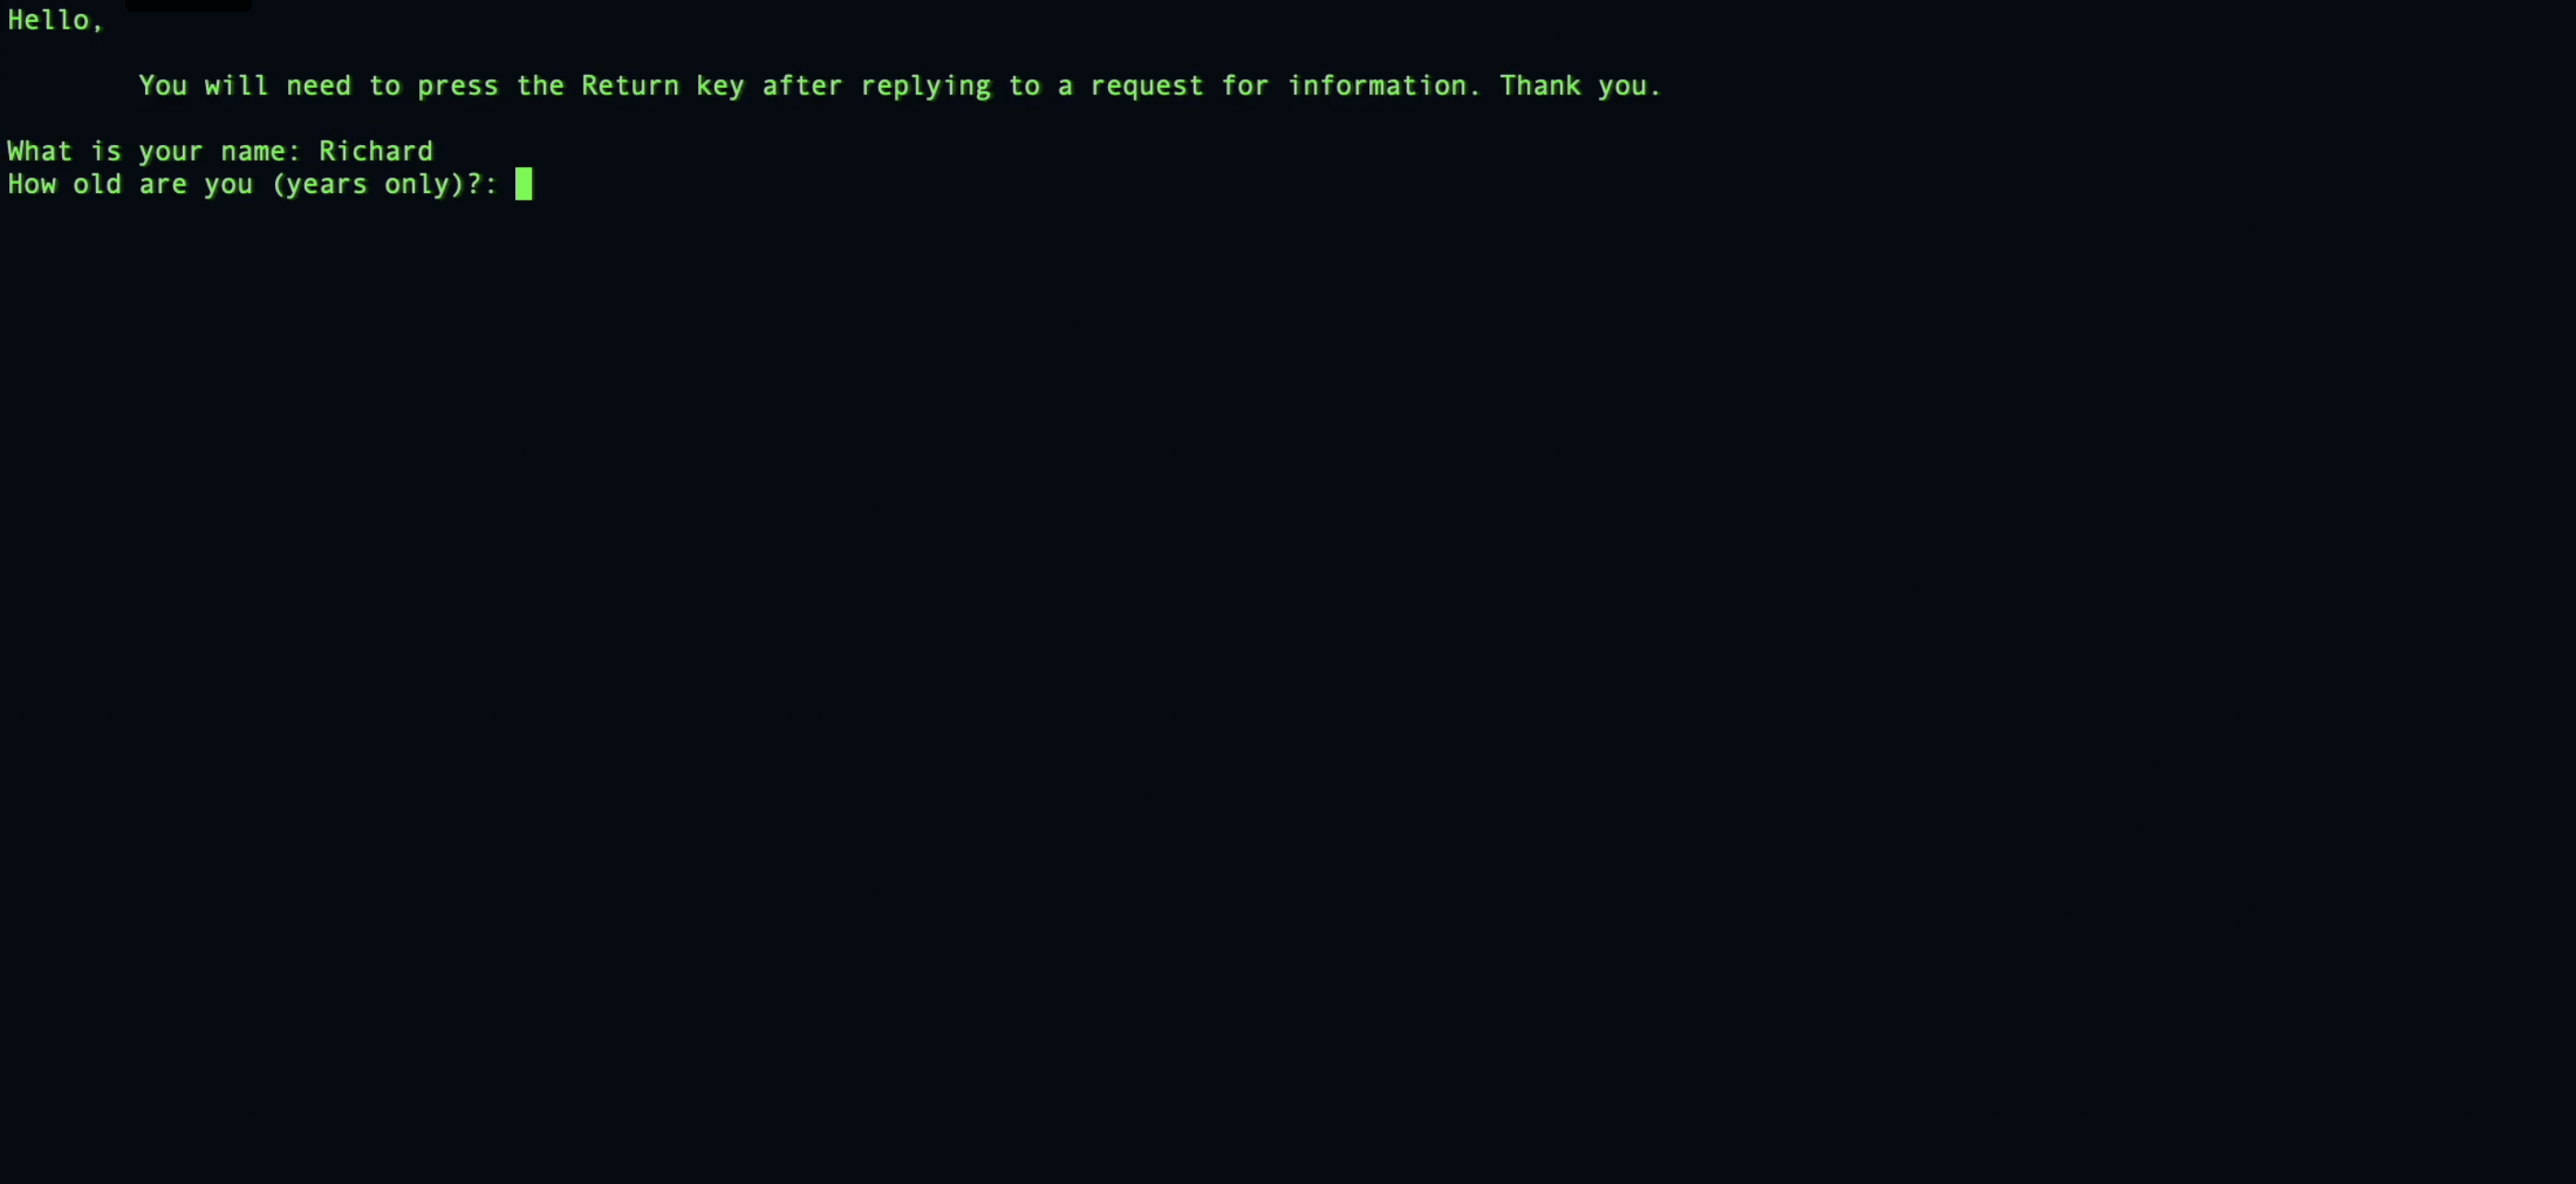 Hello,
You will need to press the Return key after replying to a request for information. Thank you.
What is your name: Richard
How old are you (years only)?: